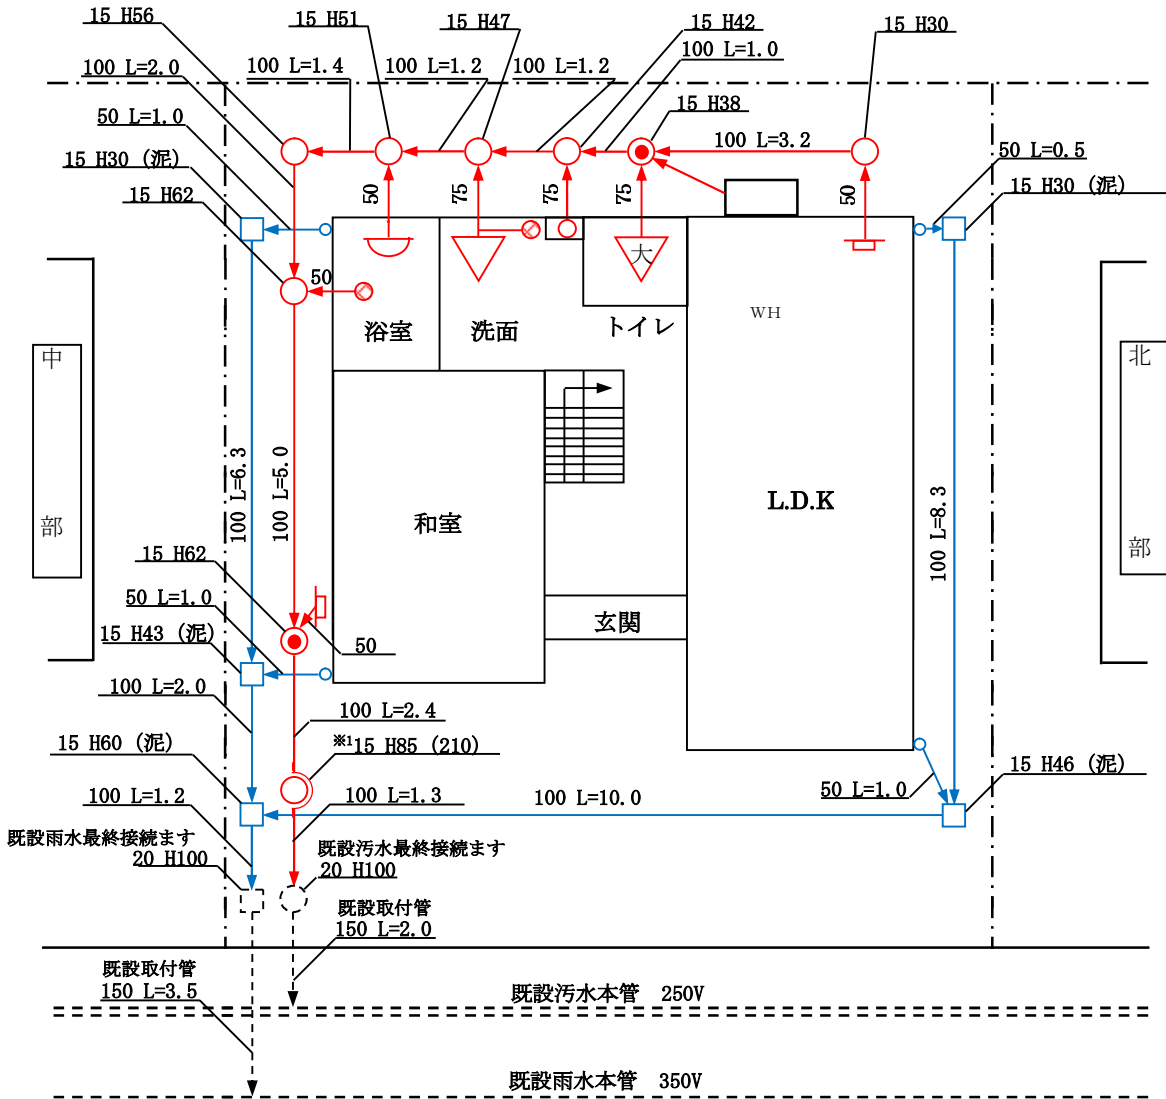 15 H56
15 H51
15 H47
15 H42
15 H30
100 L=2.0
100 L=1.4
100 L=1.2
100 L=1.2
100 L=1.0
50 L=1.0
15 H38
100 L=3.2
50 L=0.5
15 H30 (泥)
15 H30 (泥)
15 H62
50
75
75
75
50
50
大
浴室
洗面
トイレ
WH
中
部
北
部
100 L=6.3
100 L=5.0
和室
L.D.K
100 L=8.3
15 H62
50 L=1.0
15 H43 (泥)
50
玄関
100 L=2.0
100 L=2.4
15 H60 (泥)
※1 15 H85 (210)
15 H46 (泥)
100 L=1.2
100 L=1.3
100 L=10.0
50 L=1.0
既設雨水最終接続ます
20 H100
既設汚水最終接続ます
20 H100
既設取付管
150 L=2.0
既設取付管
150 L=3.5
既設汚水本管 250V
既設雨水本管 350V